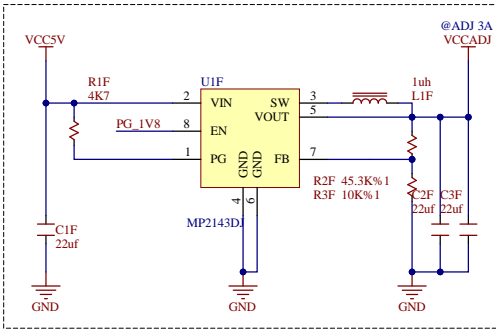 @ADJ 3A
VCC5V
VCCADJ
R1F
4K7
U1F
1uh
L1F
2
VIN
SW
3
VOUT
5
PG_1V8
8
EN
1
PG
FB
7
GND
GND
4
6
R2F 45.3K%1
R3F 10K%1
C2F
22uf
C3F
22uf
MP2143DJ
C1F
22uf
GND
GND
GND